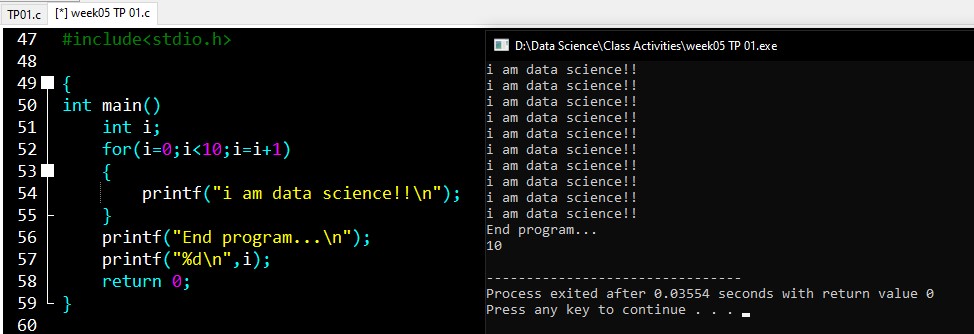 TP01.c [*] week05 TP 01.c
47 #include<stdio.h>
48
49 {
50 int main()
51 int i;
52 for(i=0;i<10;i=i+1)
53 {
54 printf("i am data science!!\n");
55 }
56 printf("End program...\n");
57 printf("%d\n",i);
58 return 0;
59 }
60
D:\Data Science\Class Activities\week05 TP 01.exe
i am data science!!
i am data science!!
i am data science!!
i am data science!!
i am data science!!
i am data science!!
i am data science!!
i am data science!!
i am data science!!
i am data science!!
End program...
10
--------------------------------
Process exited after 0.03554 seconds with return value 0
Press any key to continue . . .